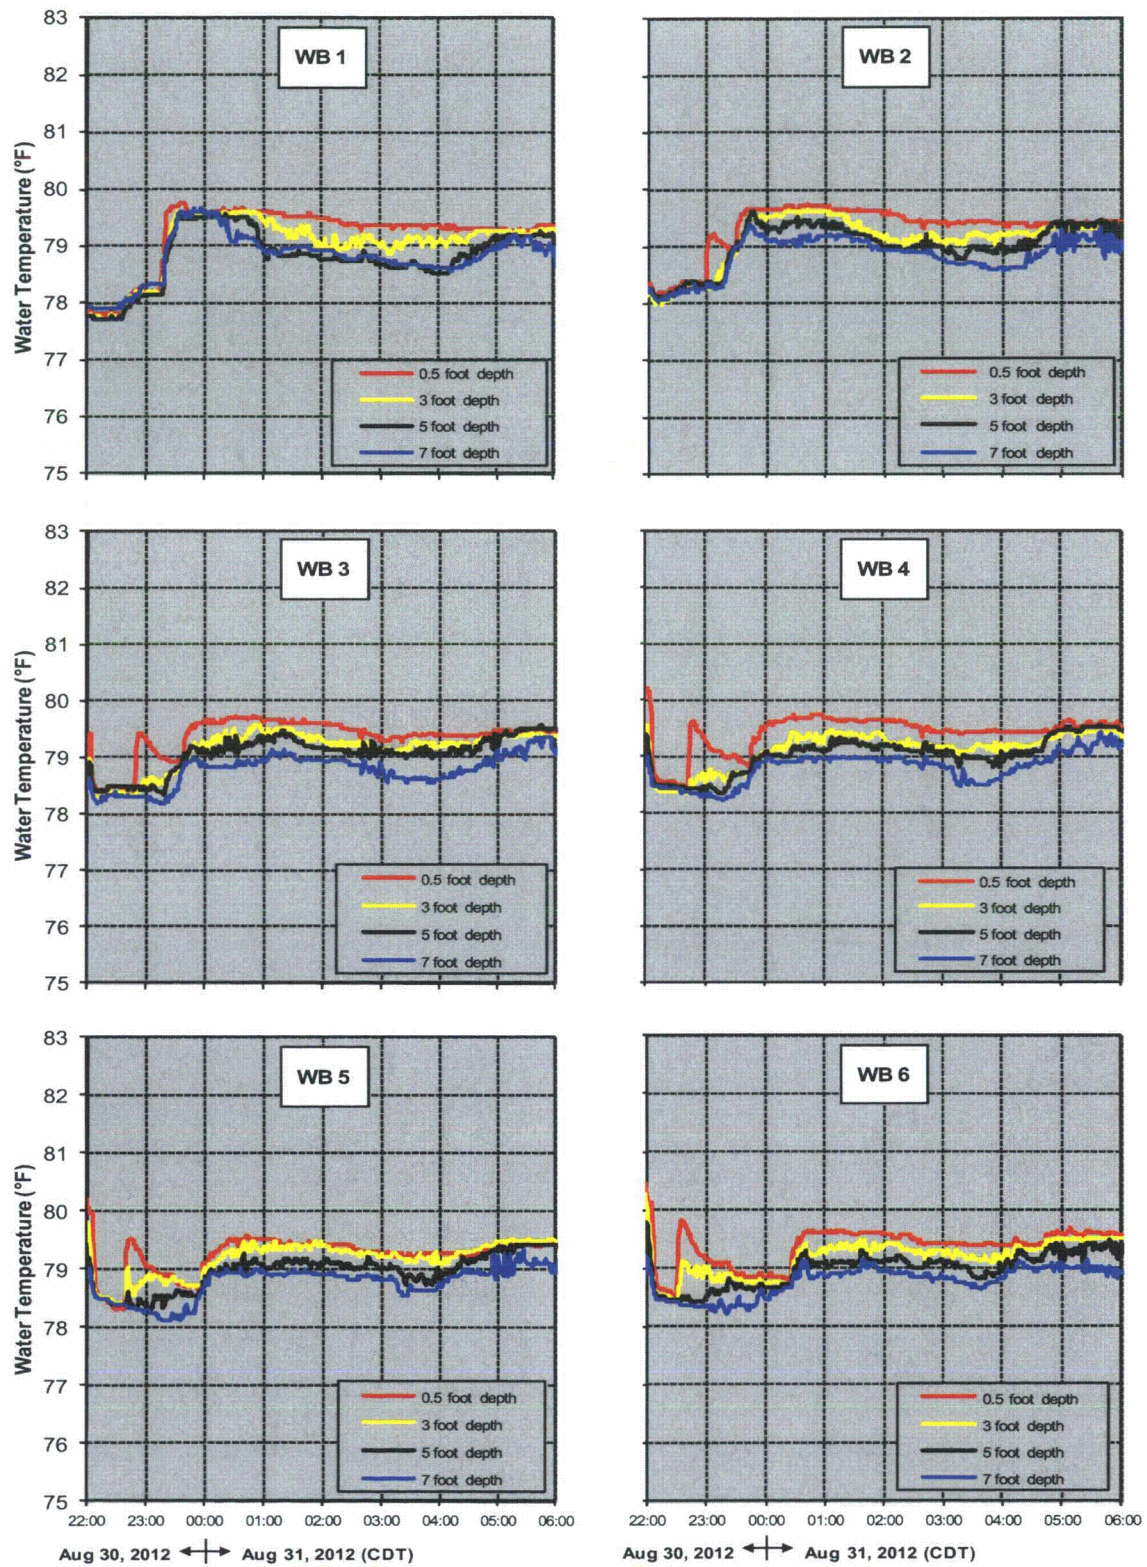 WB 1
WB 2
Water Temperature (°F)
83
82
81
80
79
78
77
76
75
0.5 foot depth
3 foot depth
5 foot depth
7 foot depth
0.5 foot depth
3 foot depth
5 foot depth
7 foot depth
WB 3
WB 4
Water Temperature (°F)
83
82
81
80
79
78
77
76
75
0.5 foot depth
3 foot depth
5 foot depth
7 foot depth
0.5 foot depth
3 foot depth
5 foot depth
7 foot depth
WB 5
WB 6
Water Temperature (°F)
83
82
81
80
79
78
77
76
75
0.5 foot depth
3 foot depth
5 foot depth
7 foot depth
0.5 foot depth
3 foot depth
5 foot depth
7 foot depth
22:00 23:00 00:00 01:00 02:00 03:00 04:00 05:00 06:00
22:00 23:00 00:00 01:00 02:00 03:00 04:00 05:00 06:00
Aug 30, 2012 Aug 31, 2012 (CDT)
Aug 30, 2012 Aug 31, 2012 (CDT)